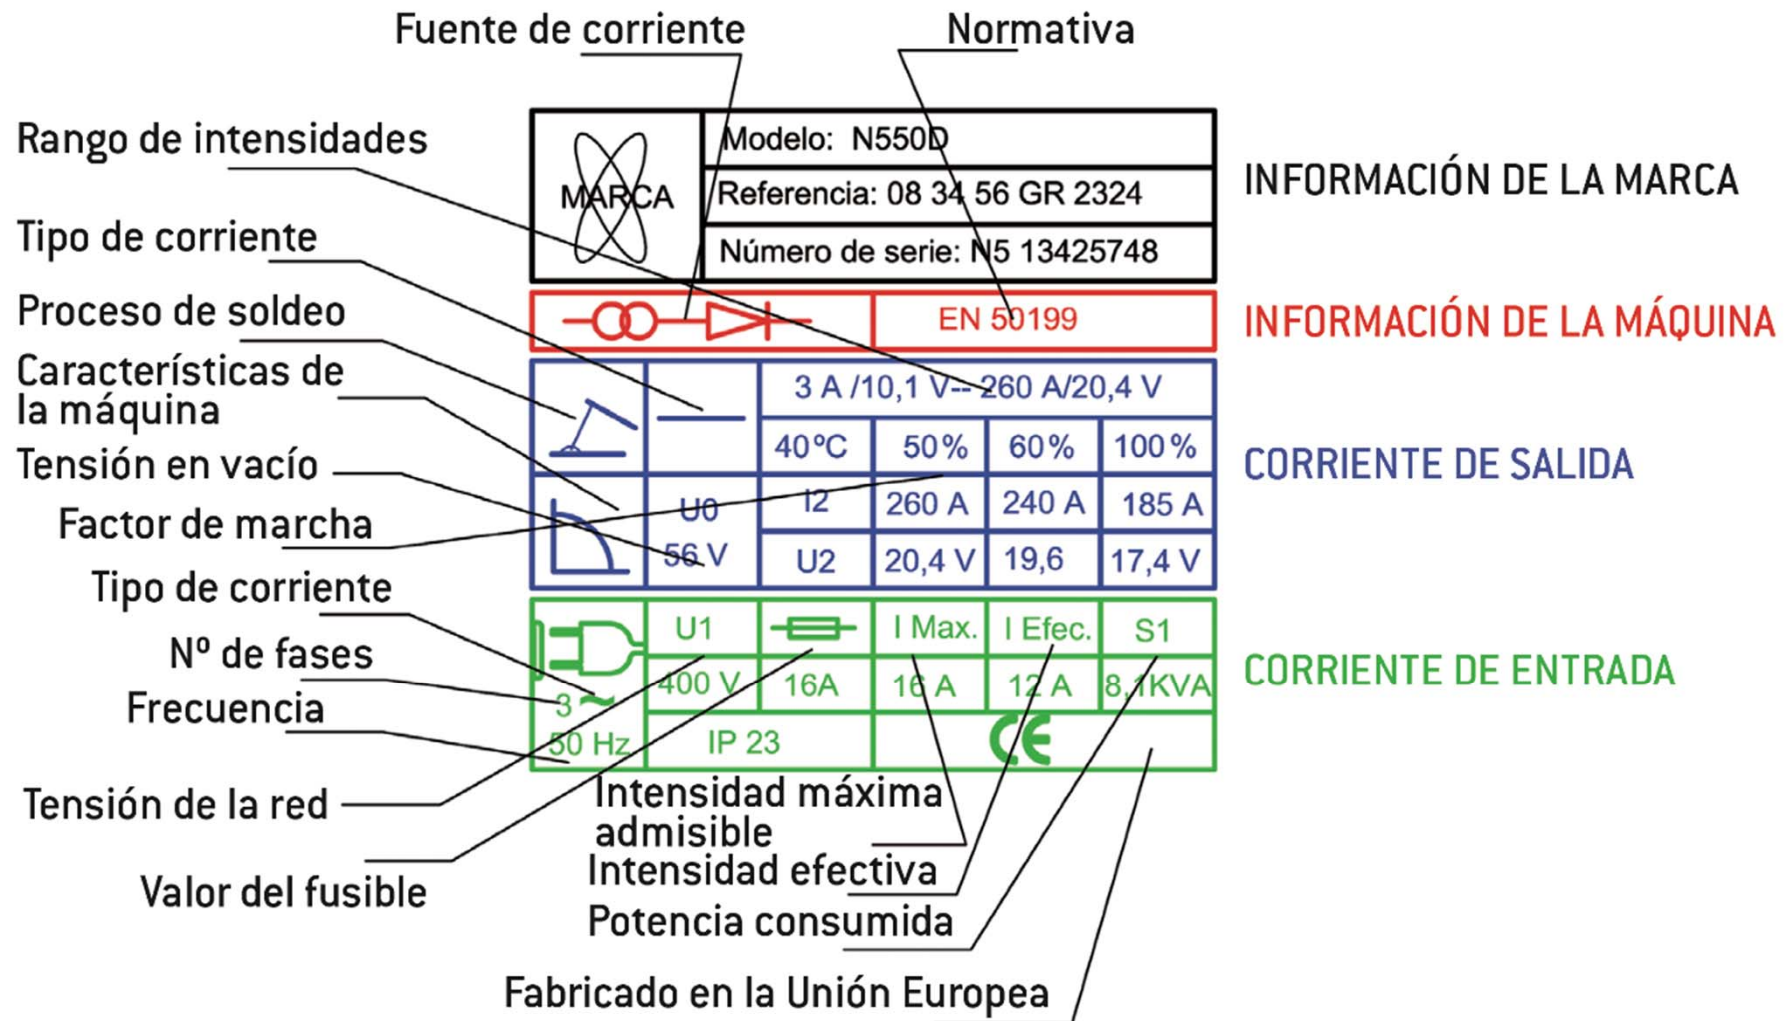 Fuente de corriente
Normativa
Rango de intensidades
Tipo de corriente
Proceso de soldeo
Características de
la máquina
Tensión en vacío
Factor de marcha
Tipo de corriente
Nº de fases
Frecuencia
Tensión de la red
Valor del fusible
MARCA
Modelo: N550D
Referencia: 08 34 56 GR 2324
Número de serie: N5 13425748
INFORMACIÓN DE LA MARCA
EN 50199
INFORMACIÓN DE LA MÁQUINA
3 A /10,1 V-- 260 A/20,4 V
40ºC 50% 60% 100%
U0 I2 260 A 240 A 185 A
56 V U2 20,4 V 19,6 17,4 V
CORRIENTE DE SALIDA
U1 I Max. I Efec. S1
3 400 V 16A 16 A 12 A 8,1KVA
50 Hz IP 23 CE
CORRIENTE DE ENTRADA
Intensidad máxima
admisible
Intensidad efectiva
Potencia consumida
Fabricado en la Unión Europea